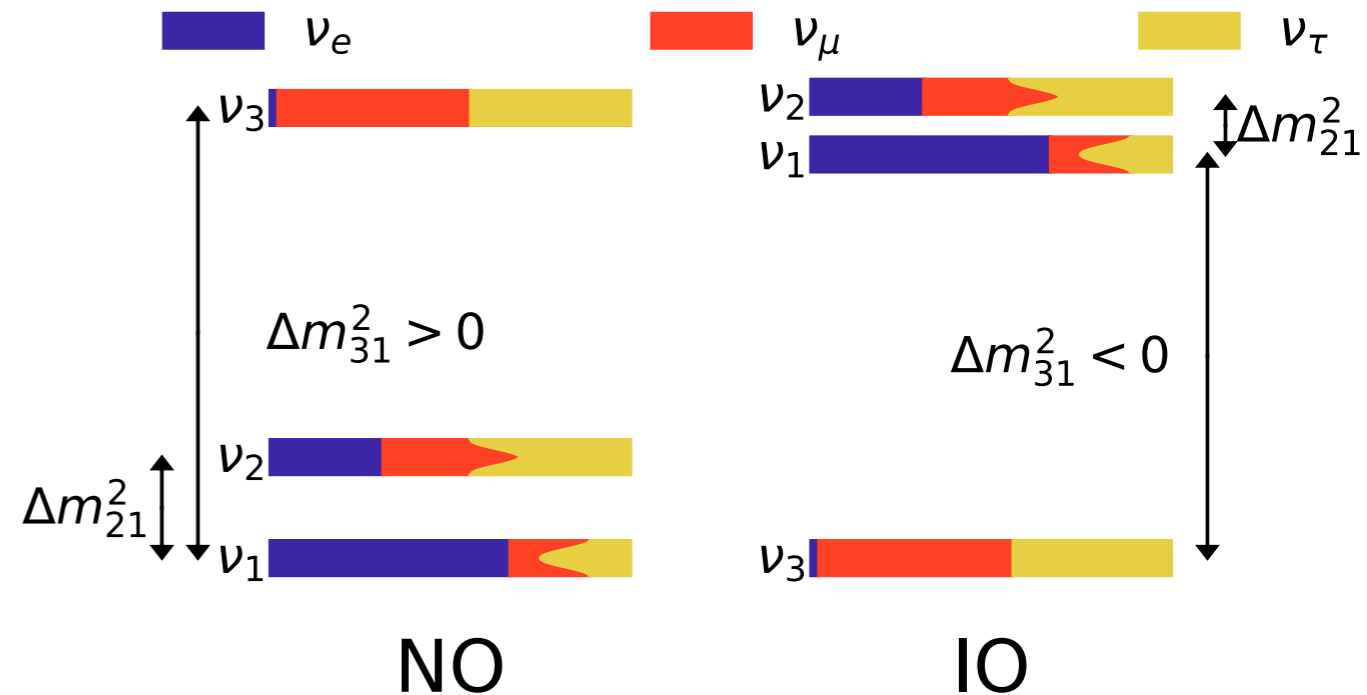 νe νμ ντ
ν3
Δm²31 > 0
ν2
Δm²21
ν1
NO
ν2
Δm²21
ν1
Δm²31 < 0
ν3
IO